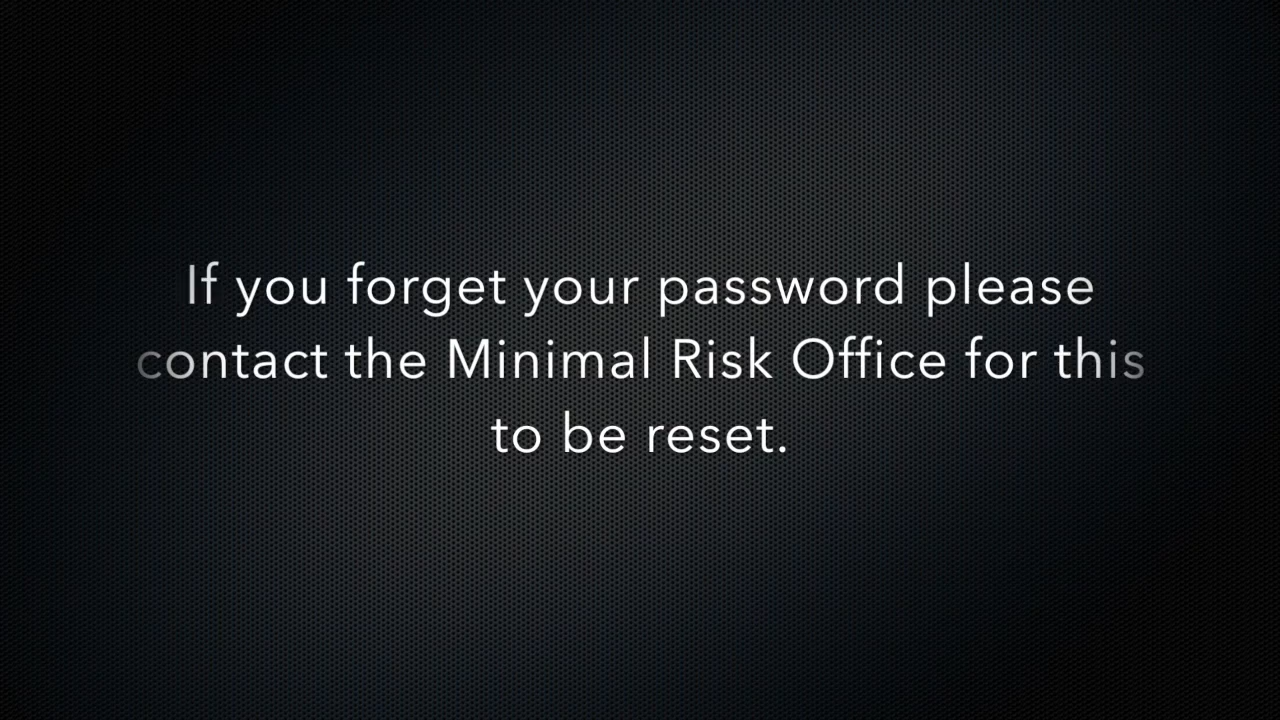 If you forget your password please
contact the Minimal Risk Office for this
to be reset.